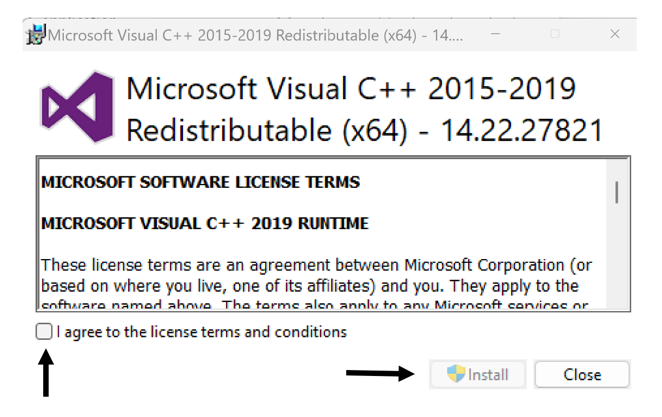 Microsoft Visual C++ 2015-2019 Redistributable (x64) - 14....
Microsoft Visual C++ 2015-2019
Redistributable (x64) - 14.22.27821
MICROSOFT SOFTWARE LICENSE TERMS
MICROSOFT VISUAL C++ 2019 RUNTIME
These license terms are an agreement between Microsoft Corporation (or
based on where you live, one of its affiliates) and you. They apply to the
software named above. The terms also apply to any Microsoft services or
I agree to the license terms and conditions
Install
Close